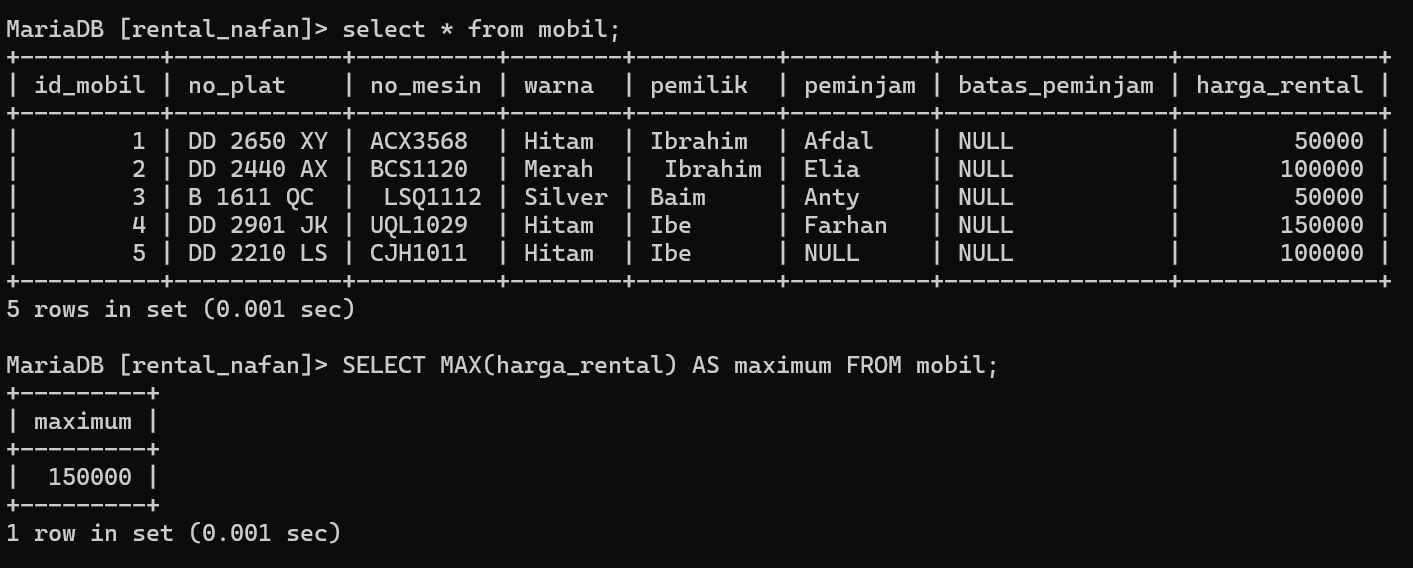 MariaDB [rental_nafan]> select * from mobil;
+----------+------------+----------+--------+----------+----------+----------------+--------------+
| id_mobil | no_plat    | no_mesin | warna  | pemilik  | peminjam | batas_peminjam | harga_rental |
+----------+------------+----------+--------+----------+----------+----------------+--------------+
|        1 | DD 2650 XY | ACX3568  | Hitam  | Ibrahim  | Afdal    | NULL           |        50000 |
|        2 | DD 2440 AX | BCS1120  | Merah  |  Ibrahim | Elia     | NULL           |       100000 |
|        3 | B 1611 QC  |  LSQ1112 | Silver | Baim     | Anty     | NULL           |        50000 |
|        4 | DD 2901 JK | UQL1029  | Hitam  | Ibe      | Farhan   | NULL           |       150000 |
|        5 | DD 2210 LS | CJH1011  | Hitam  | Ibe      | NULL     | NULL           |       100000 |
+----------+------------+----------+--------+----------+----------+----------------+--------------+
5 rows in set (0.001 sec)

MariaDB [rental_nafan]> SELECT MAX(harga_rental) AS maximum FROM mobil;
+---------+
| maximum |
+---------+
|  150000 |
+---------+
1 row in set (0.001 sec)